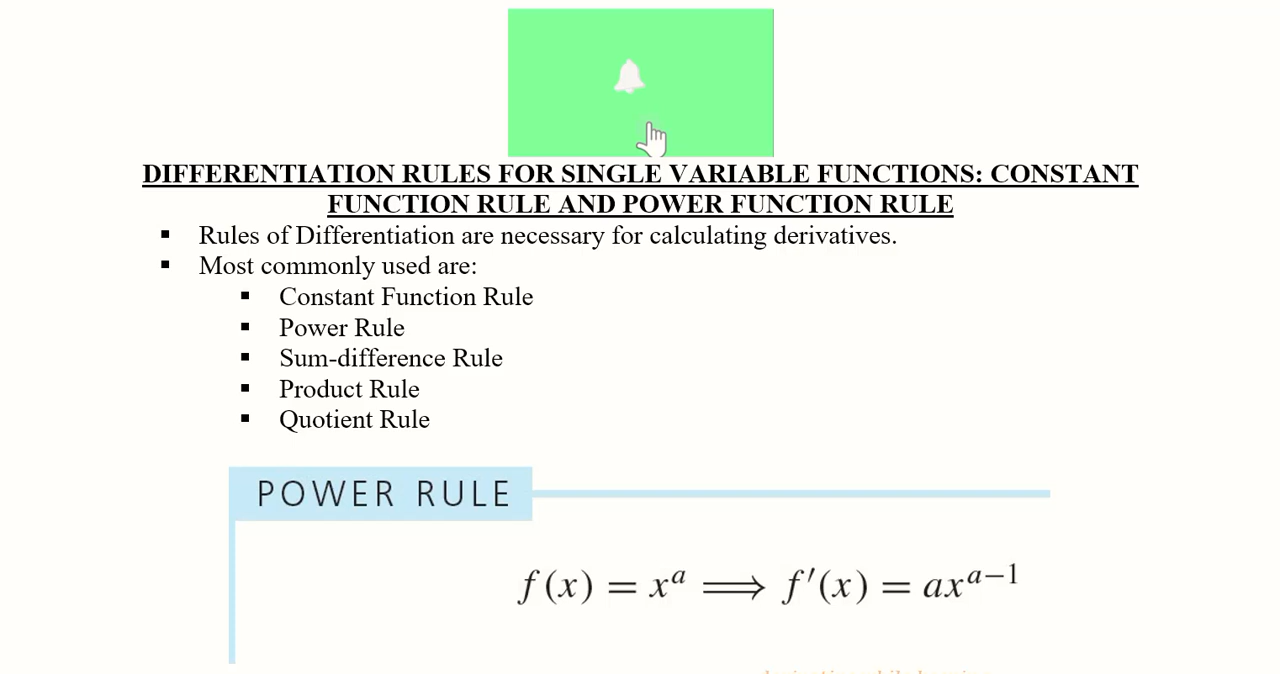 DIFFERENTIATION RULES FOR SINGLE VARIABLE FUNCTIONS: CONSTANT
FUNCTION RULE AND POWER FUNCTION RULE
▪ Rules of Differentiation are necessary for calculating derivatives.
▪ Most commonly used are:
▪ Constant Function Rule
▪ Power Rule
▪ Sum-difference Rule
▪ Product Rule
▪ Quotient Rule
POWER RULE
f(x) = xᵃ ⟹ f′(x) = axᵃ⁻¹